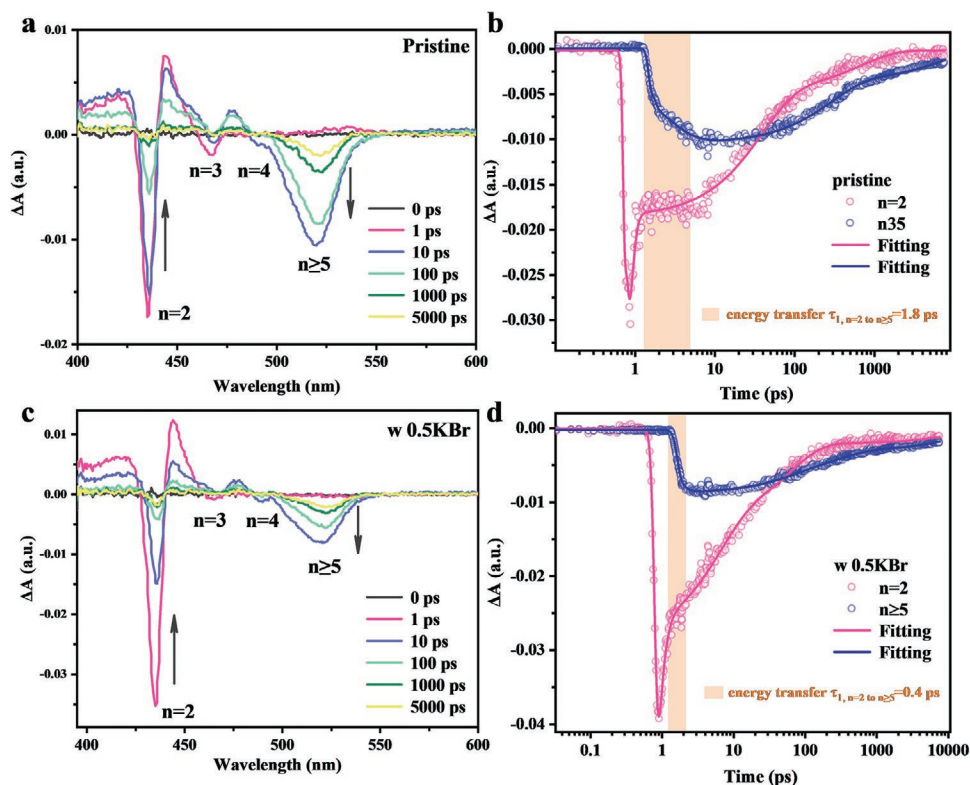 a
Pristine
0.01
0.00
-0.01
-0.02
ΔA (a.u.)
n=2
n=3
n=4
n≥5
0 ps
1 ps
10 ps
100 ps
1000 ps
5000 ps
400 450 500 550 600
Wavelength (nm)
b
0.000
-0.005
-0.010
-0.015
-0.020
-0.025
-0.030
ΔA (a.u.)
pristine
n=2
n35
Fitting
Fitting
energy transfer τ1, n=2 to n≥5=1.8 ps
1 10 100 1000
Time (ps)
c
w 0.5KBr
0.01
0.00
-0.01
-0.02
-0.03
ΔA (a.u.)
n=2
n=3
n=4
n≥5
0 ps
1 ps
10 ps
100 ps
1000 ps
5000 ps
400 450 500 550 600
Wavelength (nm)
d
0.00
-0.01
-0.02
-0.03
-0.04
ΔA (a.u.)
w 0.5KBr
n=2
n≥5
Fitting
Fitting
energy transfer τ1, n=2 to n≥5=0.4 ps
0.1 1 10 100 1000 10000
Time (ps)